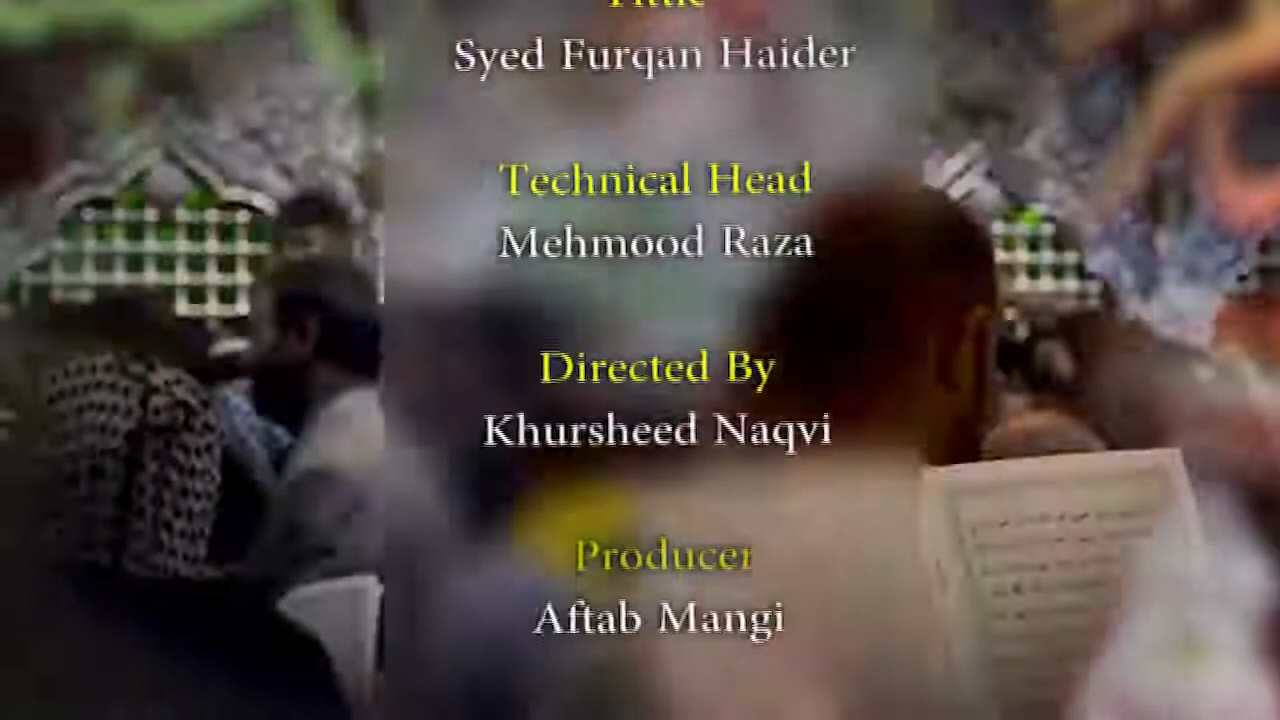 Syed Furqan Haider
Technical Head
Mehmood Raza
Directed By
Khursheed Naqvi
Producer
Aftab Mangi